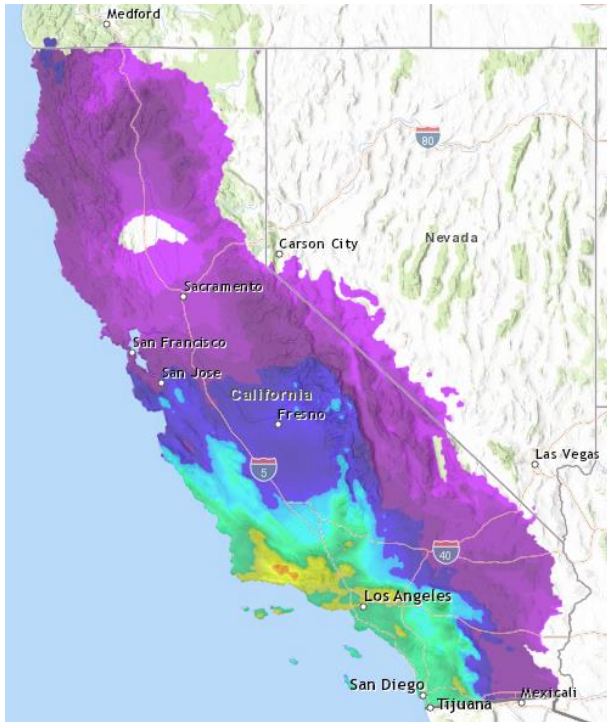 Medford
80
Carson City
Nevada
Sacramento
San Francisco
San Jose
California
Fresno
5
Las Vegas
40
Los Angeles
San Diego
Mexicali
Tijuana